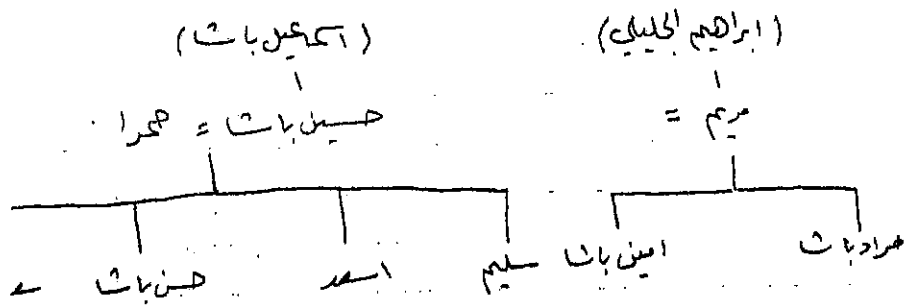 (ابراهيم الجليلي) (اسماعيل باشا)
مريم = حسين باشا = حمرا
مراد باشا امين باشا سليم اسعد حسن باشا